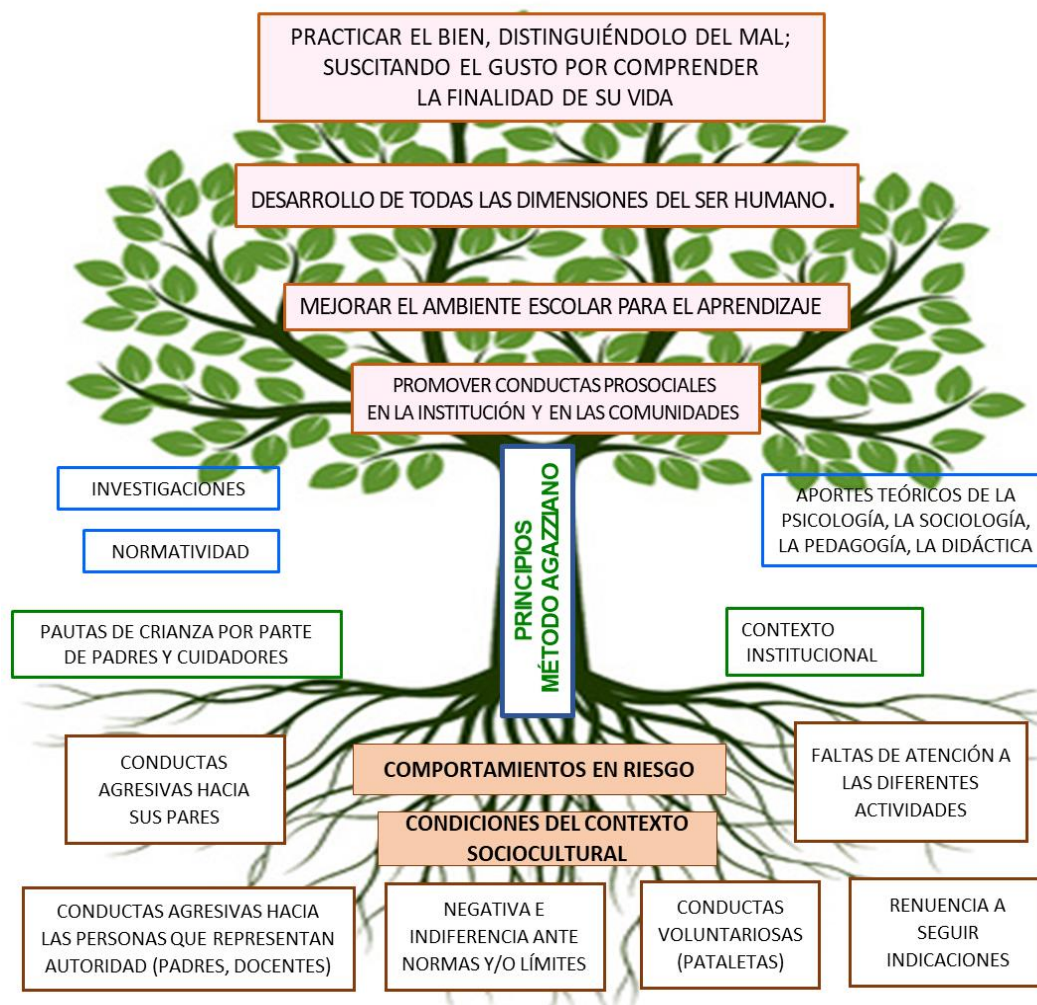 PRACTICAR EL BIEN, DISTINGUIÉNDOLO DEL MAL;
SUSCITANDO EL GUSTO POR COMPRENDER
LA FINALIDAD DE SU VIDA
DESARROLLO DE TODAS LAS DIMENSIONES DEL SER HUMANO.
MEJORAR EL AMBIENTE ESCOLAR PARA EL APRENDIZAJE
PROMOVER CONDUCTAS PROSOCIALES
EN LA INSTITUCIÓN Y EN LAS COMUNIDADES
INVESTIGACIONES
NORMATIVIDAD
APORTES TEÓRICOS DE LA
PSICOLOGÍA, LA SOCIOLOGÍA,
LA PEDAGOGÍA, LA DIDÁCTICA
PRINCIPIOS
MÉTODO AGAZZIANO
PAUTAS DE CRIANZA POR PARTE
DE PADRES Y CUIDADORES
CONTEXTO
INSTITUCIONAL
CONDUCTAS
AGRESIVAS HACIA
SUS PARES
COMPORTAMIENTOS EN RIESGO
CONDICIONES DEL CONTEXTO
SOCIOCULTURAL
FALTAS DE ATENCIÓN A
LAS DIFERENTES
ACTIVIDADES
CONDUCTAS AGRESIVAS HACIA
LAS PERSONAS QUE REPRESENTAN
AUTORIDAD (PADRES, DOCENTES)
NEGATIVA E
INDIFERENCIA ANTE
NORMAS Y/O LÍMITES
CONDUCTAS
VOLUNTARIOSAS
(PATALETAS)
RENUENCIA A
SEGUIR
INDICACIONES